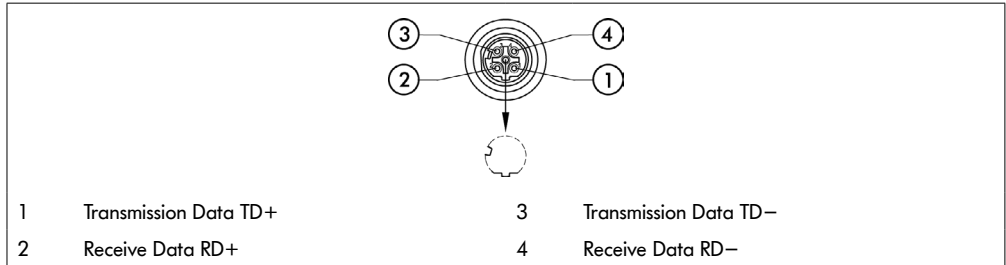 3 4
2 1
1 Transmission Data TD+ 3 Transmission Data TD−
2 Receive Data RD+ 4 Receive Data RD−